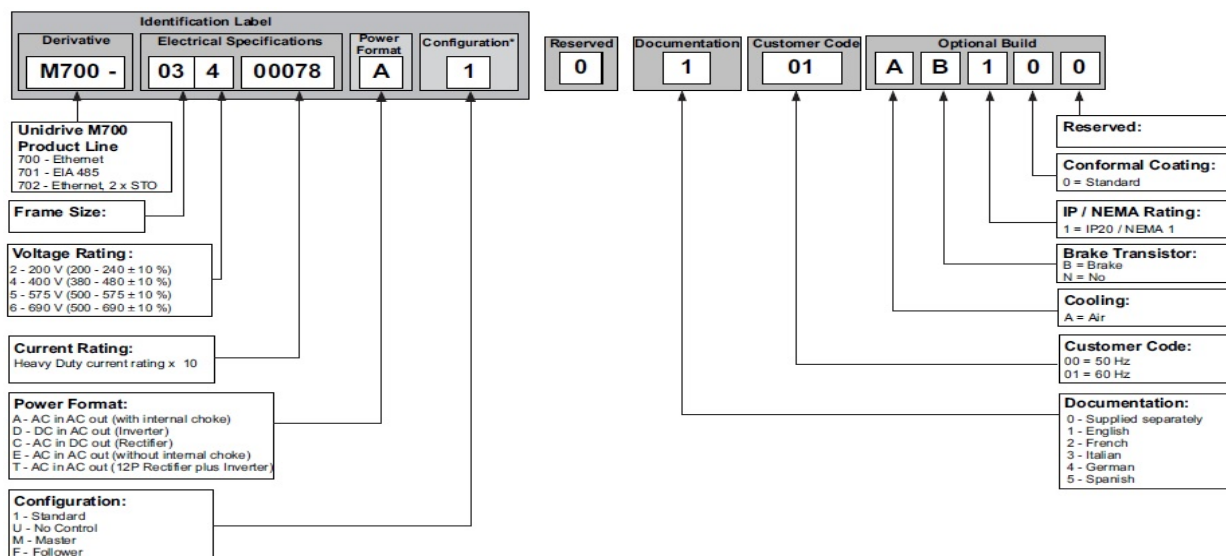 Identification Label
Derivative
Electrical Specifications
Power Format
Configuration*
Reserved
Documentation
Customer Code
Optional Build
M700 - 03 4 00078 A 1 0 1 01 A B 1 0 0
Unidrive M700
Product Line
700 - Ethernet
701 - EIA 485
702 - Ethernet, 2 x STO
Frame Size:
Voltage Rating:
2 - 200 V (200 - 240 ± 10 %)
4 - 400 V (380 - 480 ± 10 %)
5 - 575 V (500 - 575 ± 10 %)
6 - 690 V (500 - 690 ± 10 %)
Current Rating:
Heavy Duty current rating x 10
Power Format:
A - AC in AC out (with internal choke)
D - DC in AC out (Inverter)
C - AC in DC out (Rectifier)
E - AC in AC out (without internal choke)
T - AC in AC out (12P Rectifier plus Inverter)
Configuration:
1 - Standard
U - No Control
M - Master
F - Follower
Reserved:
Conformal Coating:
0 = Standard
IP / NEMA Rating:
1 = IP20 / NEMA 1
Brake Transistor:
B = Brake
N = No
Cooling:
A = Air
Customer Code:
00 = 50 Hz
01 = 60 Hz
Documentation:
0 - Supplied separately
1 - English
2 - French
3 - Italian
4 - German
5 - Spanish